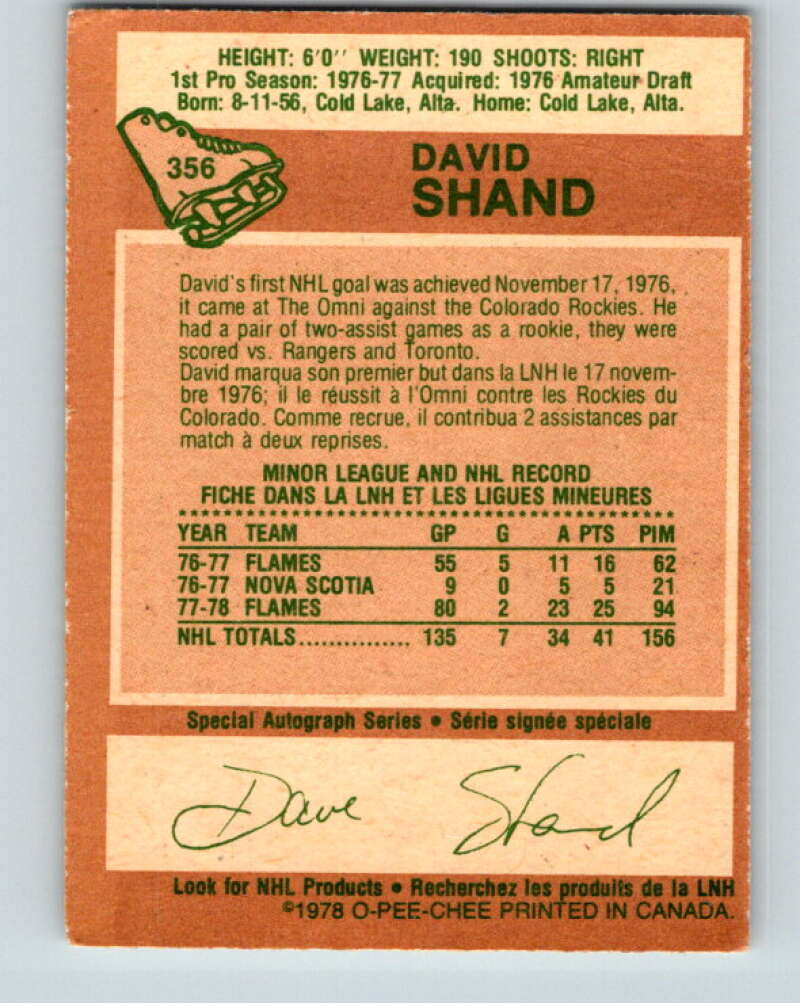 HEIGHT: 6'0'' WEIGHT: 190 SHOOTS: RIGHT
1st Pro Season: 1976-77 Acquired: 1976 Amateur Draft
Born: 8-11-56, Cold Lake, Alta. Home: Cold Lake, Alta.
356
DAVID
SHAND
David's first NHL goal was achieved November 17, 1976,
it came at The Omni against the Colorado Rockies. He
had a pair of two-assist games as a rookie, they were
scored vs. Rangers and Toronto.
David marqua son premier but dans la LNH le 17 novem-
bre 1976; il le réussit à l'Omni contre les Rockies du
Colorado. Comme recrue, il contribua 2 assistances par
match à deux reprises.
MINOR LEAGUE AND NHL RECORD
FICHE DANS LA LNH ET LES LIGUES MINEURES
YEAR TEAM GP G A PTS PIM
76-77 FLAMES 55 5 11 16 62
76-77 NOVA SCOTIA 9 0 5 5 21
77-78 FLAMES 80 2 23 25 94
NHL TOTALS............... 135 7 34 41 156
Special Autograph Series • Série signée spéciale
Dave Shand
Look for NHL Products • Recherchez les produits de la LNH
©1978 O-PEE-CHEE PRINTED IN CANADA.